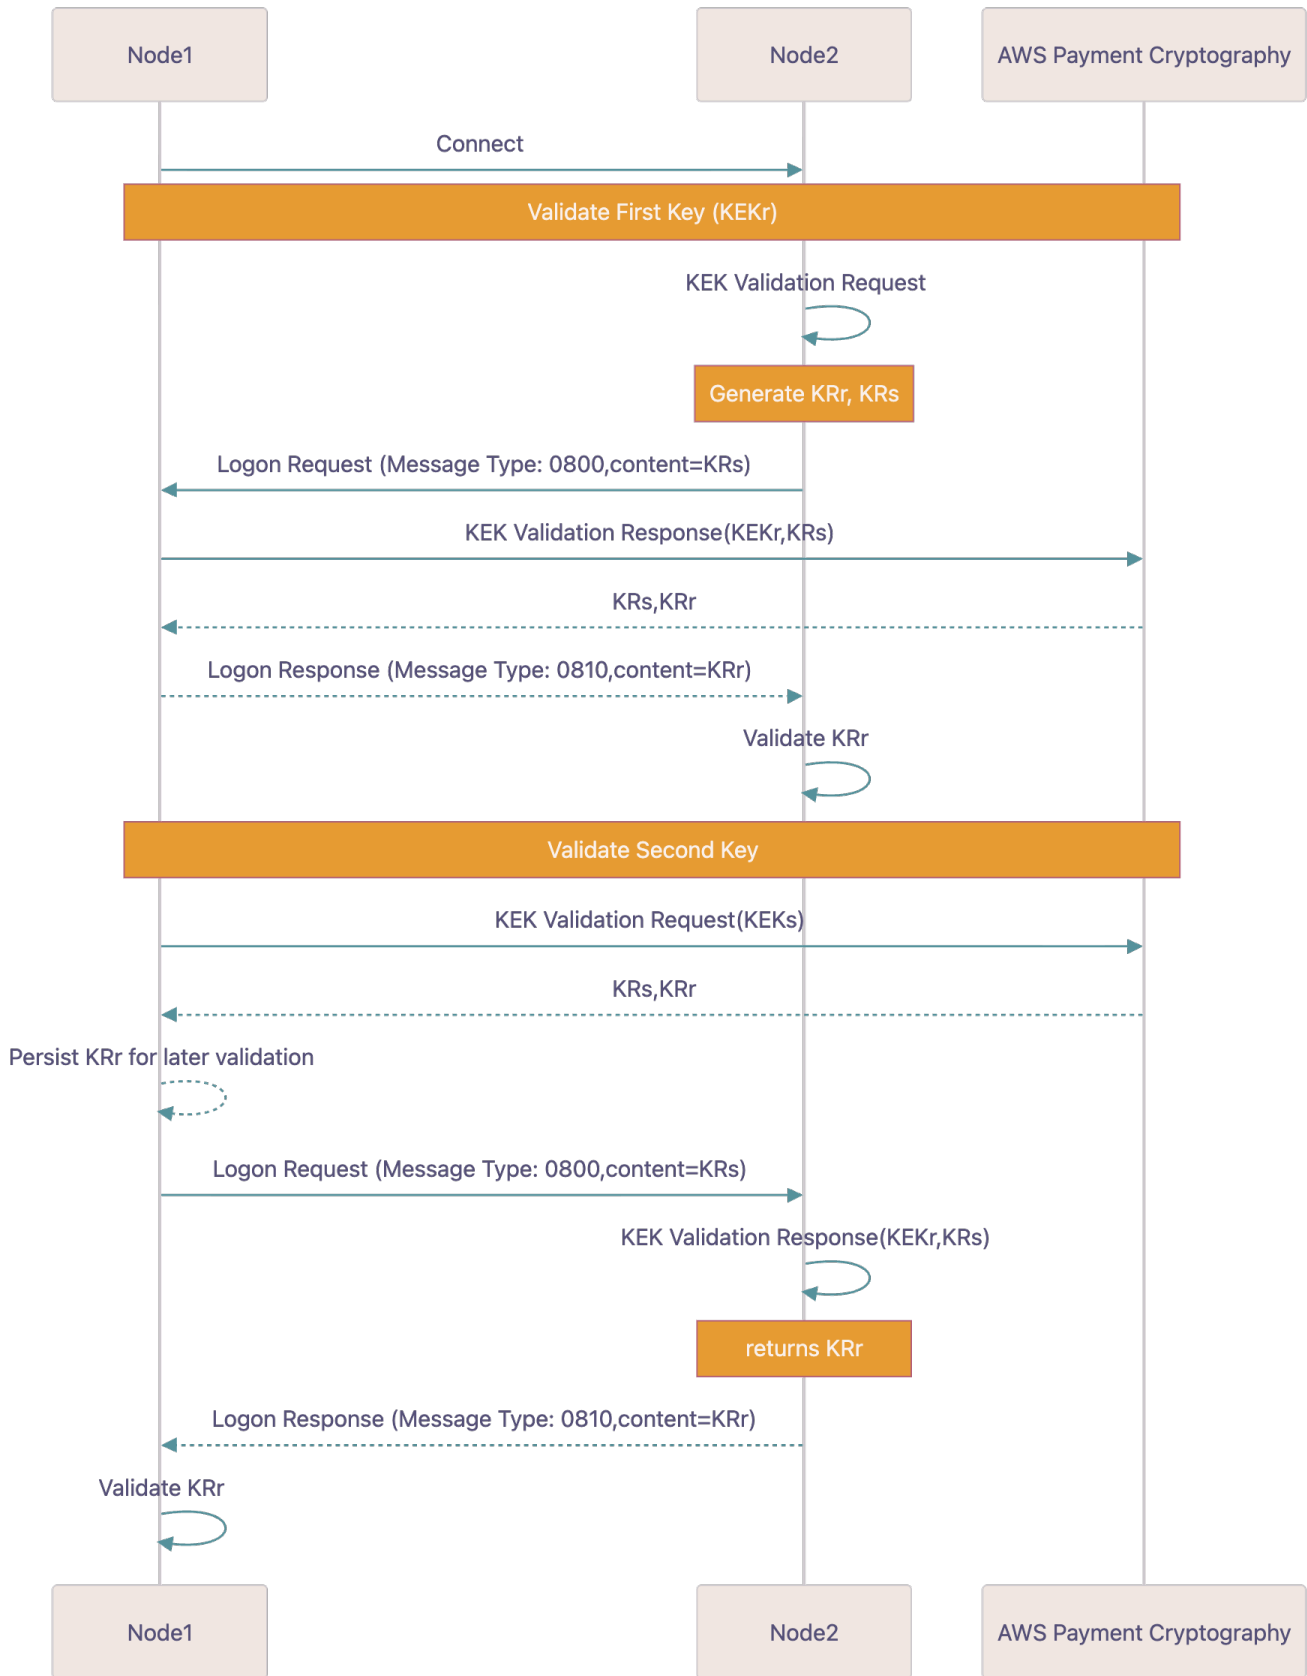 Node1
Node2
AWS Payment Cryptography
Connect
Validate First Key (KEKr)
KEK Validation Request
Generate KRr, KRs
Logon Request (Message Type: 0800,content=KRs)
KEK Validation Response(KEKr,KRs)
KRs,KRr
Logon Response (Message Type: 0810,content=KRr)
Validate KRr
Validate Second Key
KEK Validation Request(KEKs)
KRs,KRr
Persist KRr for later validation
Logon Request (Message Type: 0800,content=KRs)
KEK Validation Response(KEKr,KRs)
returns KRr
Logon Response (Message Type: 0810,content=KRr)
Validate KRr
Node1
Node2
AWS Payment Cryptography